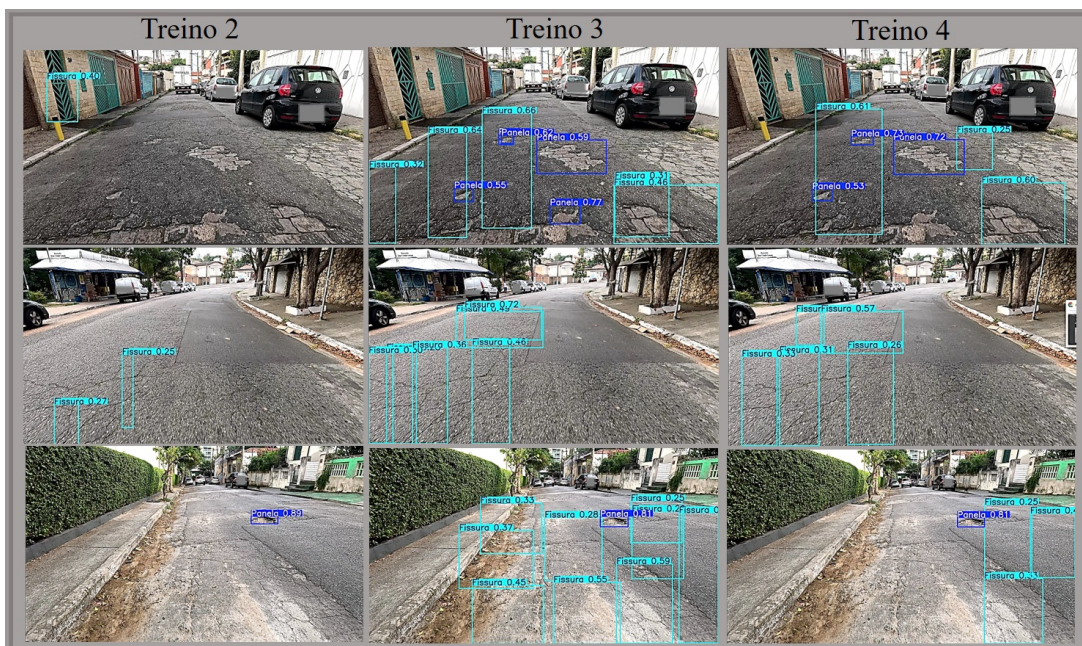 Treino 2
Treino 3
Treino 4
Fissura 0.40
Fissura 0.66
Panela 0.82
Fissura 0.64
Panela 0.59
Fissura 0.32
Panela 0.55
Fissura 0.31
Fissura 0.46
Panela 0.77
Fissura 0.61
Panela 0.73
Fissura 0.25
Panela 0.72
Panela 0.53
Fissura 0.60
Fissura 0.25
Fissura 0.27
0.72
Fissura 0.49
Fissura 0.36
Fissura 0.46
Fissura 0.57
Fissura 0.26
0.31
Fissura 0.33
Panela 0.89
Fissura 0.33
Fissura 0.25
Fissura 0.28
Panela 0.81
Fissura 0.37
Fissura 0.59
Fissura 0.45
Fissura 0.55
Fissura 0.25
Panela 0.81